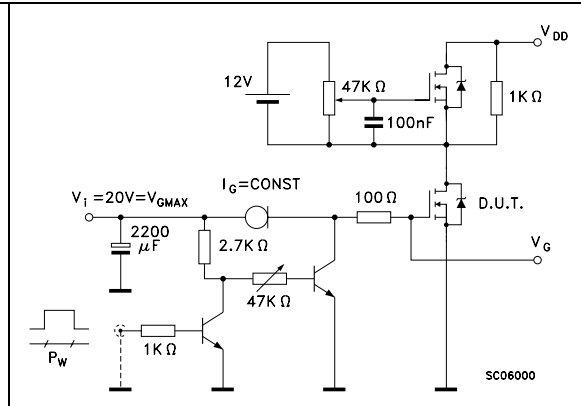 V_DD
12V
47K Ω
1K Ω
100nF
I_G=CONST
V_i =20V=V_GMAX
100 Ω
D.U.T.
2200
μF
2.7K Ω
V_G
47K Ω
1K Ω
P_W
SC06000